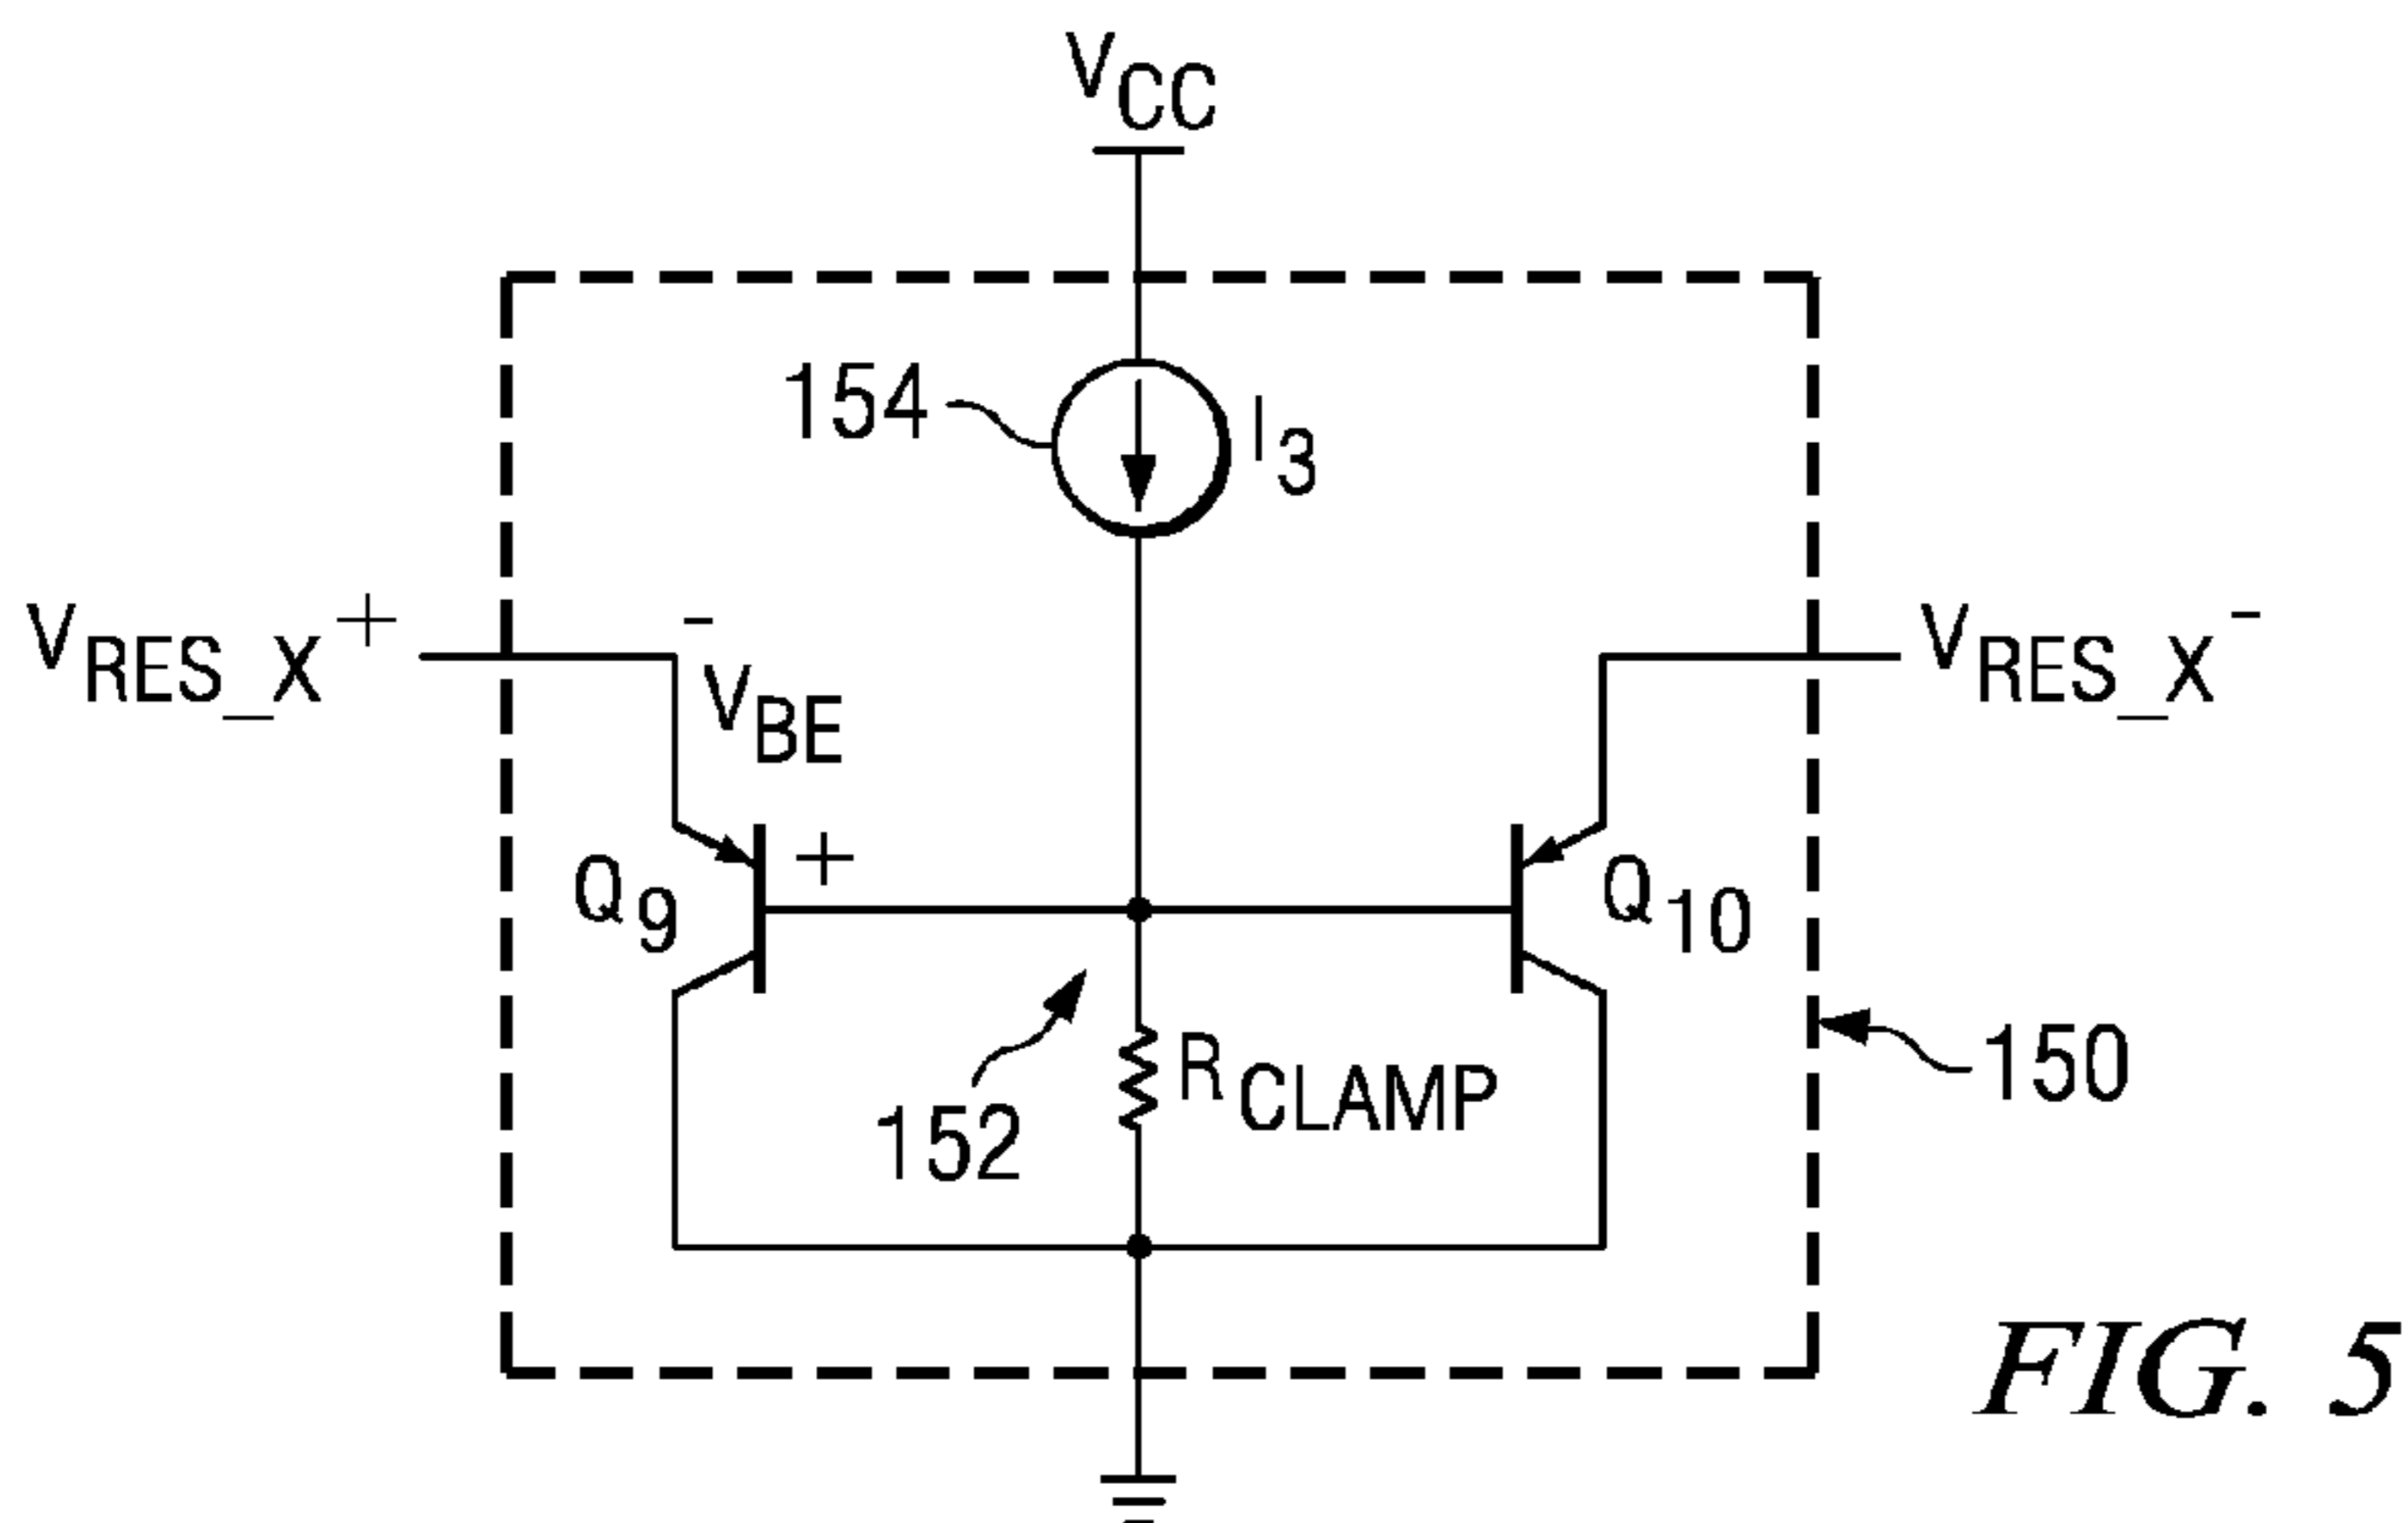 VCC
154
I3
VRES_X+
-
VBE
+
Q9
VRES_X-
Q10
152
RCLAMP
150
FIG. 5